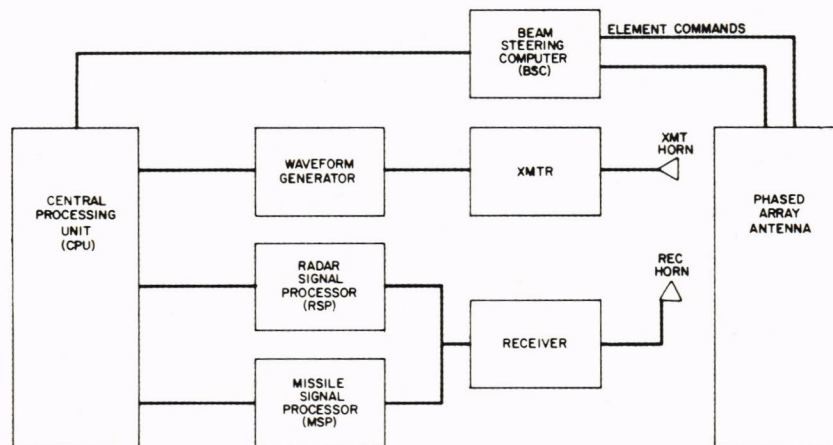 BEAM
STEERING
COMPUTER
(BSC)
ELEMENT COMMANDS
CENTRAL
PROCESSING
UNIT
(CPU)
WAVEFORM
GENERATOR
XMTR
XMT
HORN
PHASED
ARRAY
ANTENNA
RADAR
SIGNAL
PROCESSOR
(RSP)
REC
HORN
RECEIVER
MISSILE
SIGNAL
PROCESSOR
(MSP)